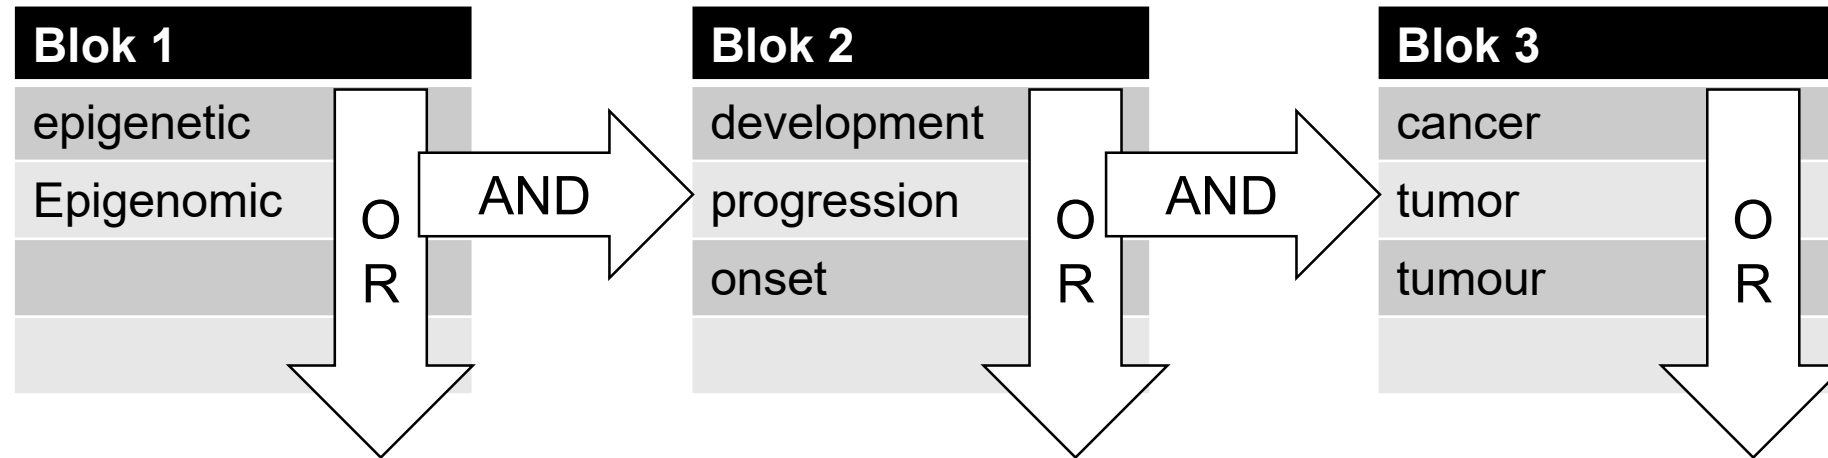 Blok 1
epigenetic
Epigenomic
O
R
AND
Blok 2
development
progression
onset
O
R
AND
Blok 3
cancer
tumor
tumour
O
R